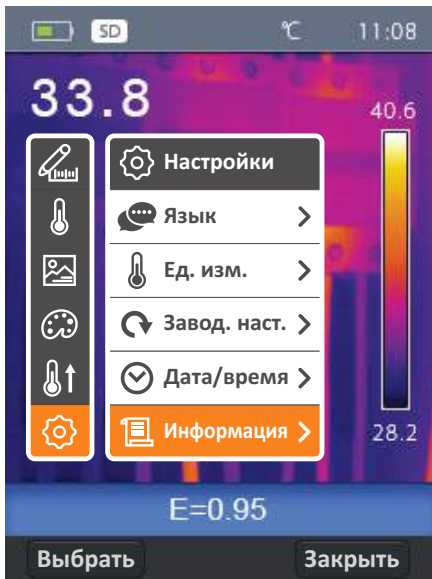 SD ℃ 11:08
33.8
40.6
Настройки
Язык
Ед. изм.
Завод. наст.
Дата/время
Информация
28.2
E=0.95
Выбрать Закрыть